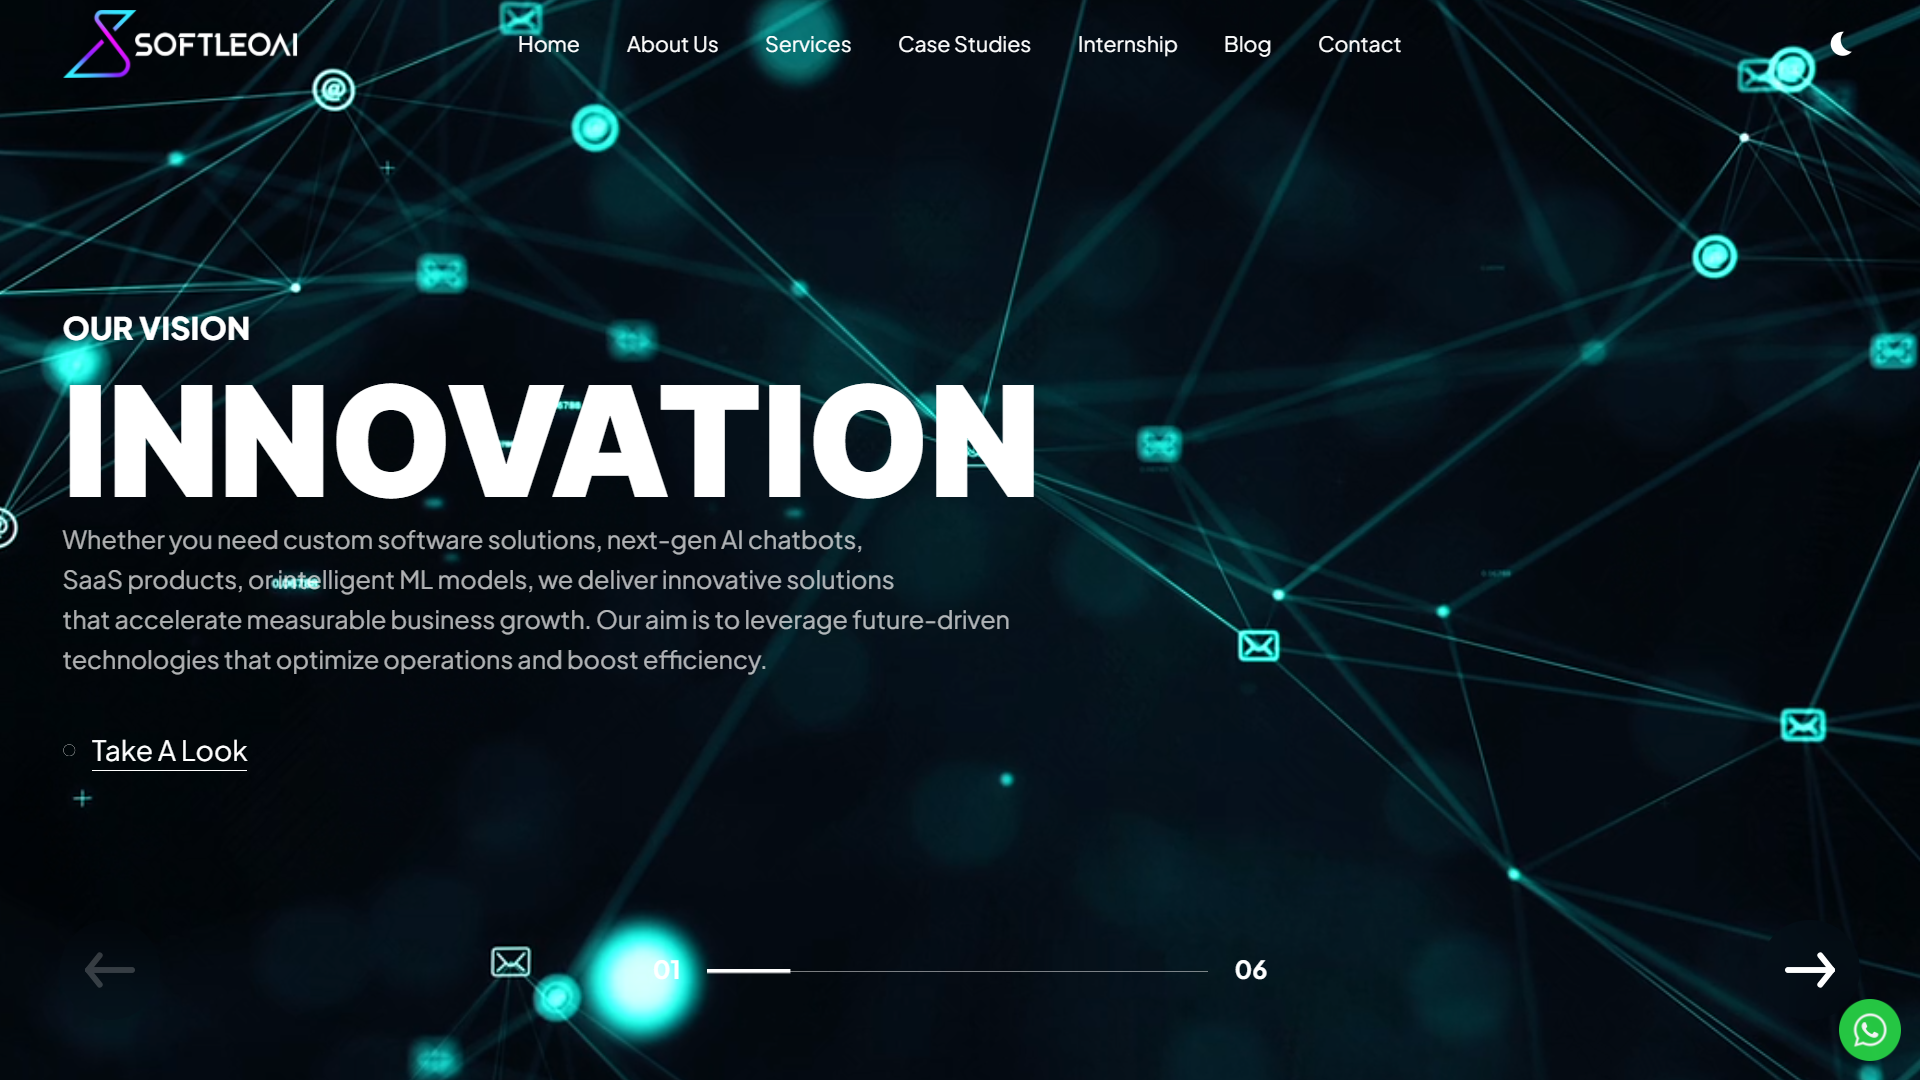 SOFTLEOAI
Home About Us Services Case Studies Internship Blog Contact
OUR VISION
INNOVATION
Whether you need custom software solutions, next-gen AI chatbots,
SaaS products, or intelligent ML models, we deliver innovative solutions
that accelerate measurable business growth. Our aim is to leverage future-driven
technologies that optimize operations and boost efficiency.
Take A Look
01
06